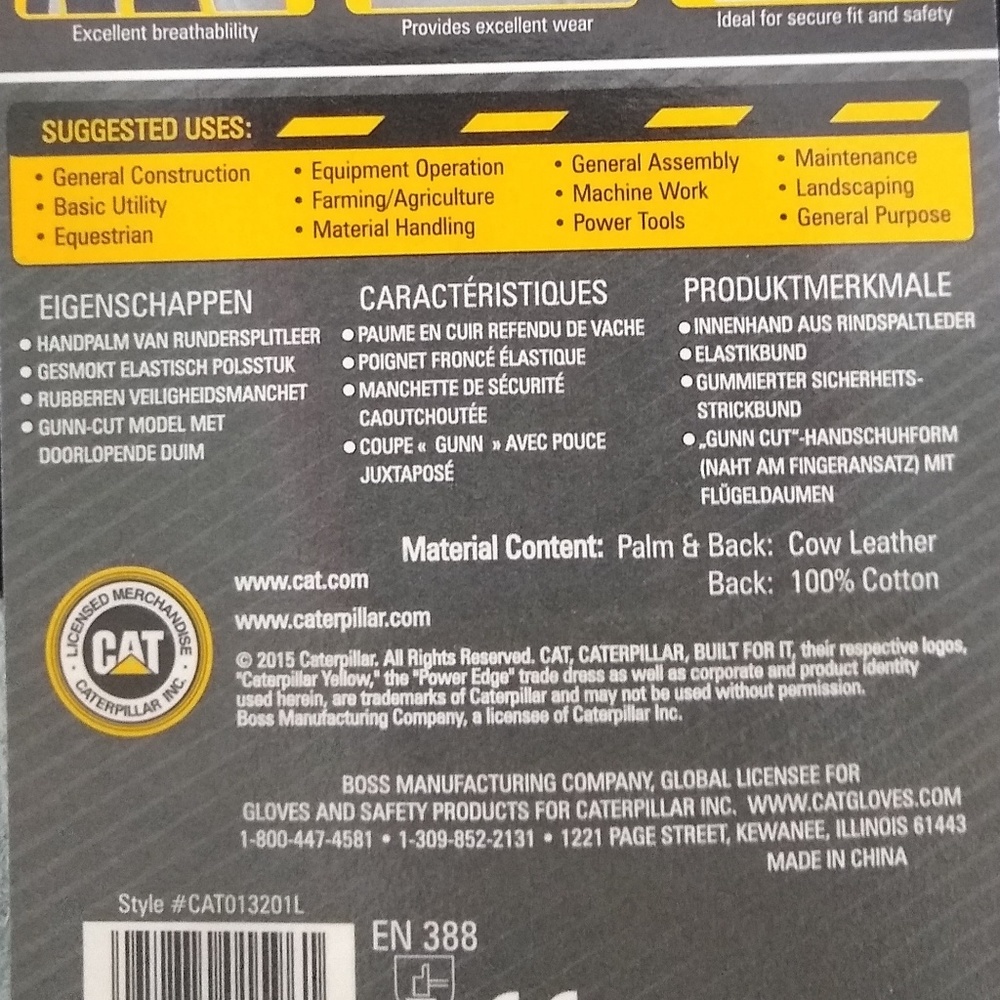 Excellent breathablility
Provides excellent wear
Ideal for secure fit and safety
SUGGESTED USES:
• General Construction
• Basic Utility
• Equestrian
• Equipment Operation
• Farming/Agriculture
• Material Handling
• General Assembly
• Machine Work
• Power Tools
• Maintenance
• Landscaping
• General Purpose
EIGENSCHAPPEN
● HANDPALM VAN RUNDERSPLITLEER
● GESMOKT ELASTISCH POLSSTUK
● RUBBEREN VEILIGHEIDSMANCHET
● GUNN-CUT MODEL MET
DOORLOPENDE DUIM
CARACTÉRISTIQUES
● PAUME EN CUIR REFENDU DE VACHE
● POIGNET FRONCÉ ÉLASTIQUE
● MANCHETTE DE SÉCURITÉ
CAOUTCHOUTÉE
● COUPE « GUNN » AVEC POUCE
JUXTAPOSÉ
PRODUKTMERKMALE
● INNENHAND AUS RINDSPALTLEDER
● ELASTIKBUND
● GUMMIERTER SICHERHEITS-
STRICKBUND
● „GUNN CUT“-HANDSCHUHFORM
(NAHT AM FINGERANSATZ) MIT
FLÜGELDAUMEN
Material Content: Palm & Back: Cow Leather
Back: 100% Cotton
www.cat.com
www.caterpillar.com
LICENSED MERCHANDISE
CAT
CATERPILLAR INC.
© 2015 Caterpillar. All Rights Reserved. CAT, CATERPILLAR, BUILT FOR IT, their respective logos,
"Caterpillar Yellow," the "Power Edge" trade dress as well as corporate and product identity
used herein, are trademarks of Caterpillar and may not be used without permission.
Boss Manufacturing Company, a licensee of Caterpillar Inc.
BOSS MANUFACTURING COMPANY, GLOBAL LICENSEE FOR
GLOVES AND SAFETY PRODUCTS FOR CATERPILLAR INC. WWW.CATGLOVES.COM
1-800-447-4581 • 1-309-852-2131 • 1221 PAGE STREET, KEWANEE, ILLINOIS 61443
MADE IN CHINA
Style #CAT013201L
EN 388